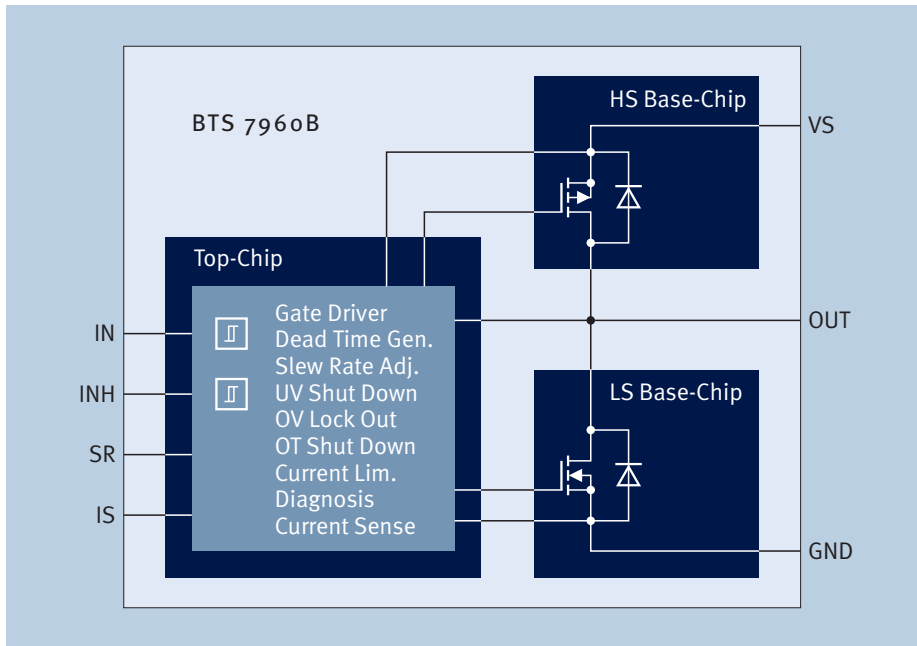 BTS 7960B
HS Base-Chip
VS
Top-Chip
Gate Driver
Dead Time Gen.
Slew Rate Adj.
UV Shut Down
OV Lock Out
OT Shut Down
Current Lim.
Diagnosis
Current Sense
IN
INH
SR
IS
OUT
LS Base-Chip
GND